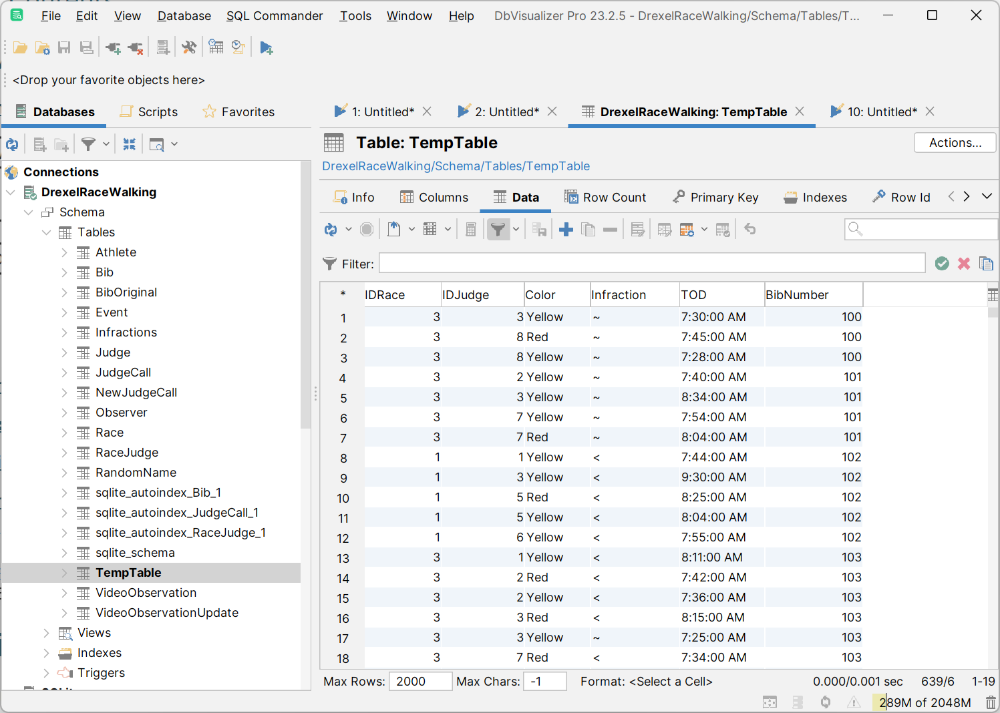 File Edit View Database SQL Commander Tools Window Help DbVisualizer Pro 23.2.5 - DrexelRaceWalking/Schema/Tables/T...
<Drop your favorite objects here>
Databases Scripts Favorites
1: Untitled* 2: Untitled* DrexelRaceWalking: TempTable 10: Untitled*
Table: TempTable Actions...
DrexelRaceWalking/Schema/Tables/TempTable
Connections
DrexelRaceWalking
Schema
Tables
Athlete
Bib
BibOriginal
Event
Infractions
Judge
JudgeCall
NewJudgeCall
Observer
Race
RaceJudge
RandomName
sqlite_autoindex_Bib_1
sqlite_autoindex_JudgeCall_1
sqlite_autoindex_RaceJudge_1
sqlite_schema
TempTable
VideoObservation
VideoObservationUpdate
Views
Indexes
Triggers
Info Columns Data Row Count Primary Key Indexes Row Id
Filter:
* IDRace IDJudge Color Infraction TOD BibNumber
1 3 3 Yellow ~ 7:30:00 AM 100
2 3 8 Red ~ 7:45:00 AM 100
3 3 8 Yellow ~ 7:28:00 AM 100
4 3 2 Yellow ~ 7:40:00 AM 101
5 3 3 Yellow ~ 8:34:00 AM 101
6 3 7 Yellow ~ 7:54:00 AM 101
7 3 7 Red ~ 8:04:00 AM 101
8 1 1 Yellow < 7:44:00 AM 102
9 1 3 Yellow < 9:30:00 AM 102
10 1 5 Red < 8:25:00 AM 102
11 1 5 Yellow < 8:04:00 AM 102
12 1 6 Yellow < 7:55:00 AM 102
13 3 1 Yellow < 8:11:00 AM 103
14 3 2 Red < 7:42:00 AM 103
15 3 2 Yellow < 7:36:00 AM 103
16 3 3 Red < 8:15:00 AM 103
17 3 3 Yellow ~ 7:25:00 AM 103
18 3 7 Red < 7:34:00 AM 103
Max Rows: 2000 Max Chars: -1 Format: <Select a Cell> 0.000/0.001 sec 639/6 1-19
289M of 2048M